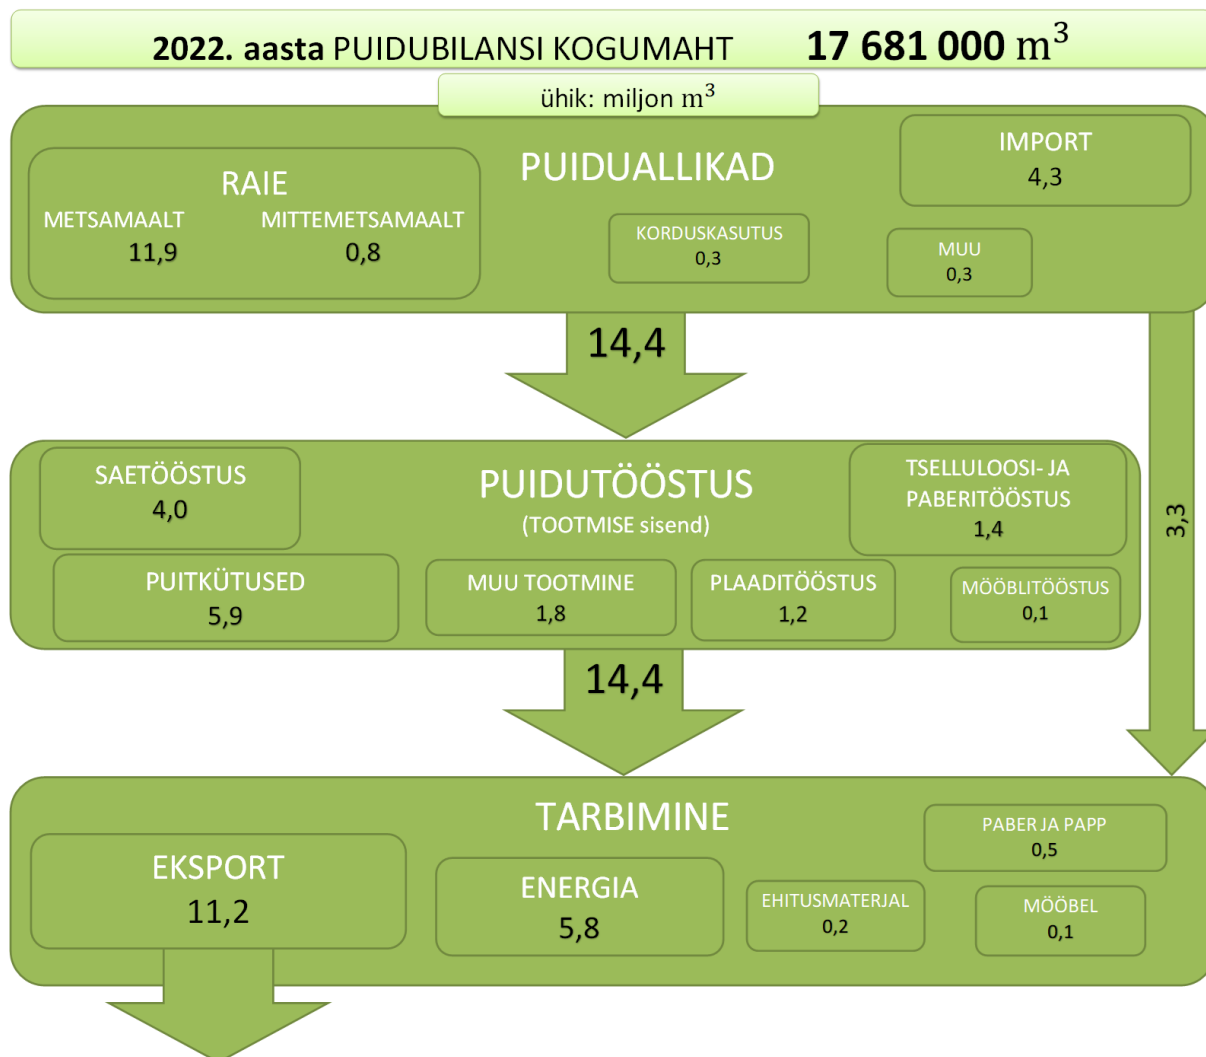 2022. aasta PUIDUBILANSI KOGUMAHT 17 681 000 m³
ühik: miljon m³
PUIDUALLIKAD
RAIE
METSAMAALT MITTEMETSAMAALT
11,9 0,8
KORDUSKASUTUS
0,3
IMPORT
4,3
MUU
0,3
14,4
3,3
PUIDUTÖÖSTUS
(TOOTMISE sisend)
SAETÖÖSTUS
4,0
TSELLULOOSI- JA
PABERITÖÖSTUS
1,4
PUITKÜTUSED
5,9
MUU TOOTMINE
1,8
PLAADITÖÖSTUS
1,2
MÖÖBLITÖÖSTUS
0,1
14,4
TARBIMINE
EKSPORT
11,2
ENERGIA
5,8
EHITUSMATERJAL
0,2
PABER JA PAPP
0,5
MÖÖBEL
0,1